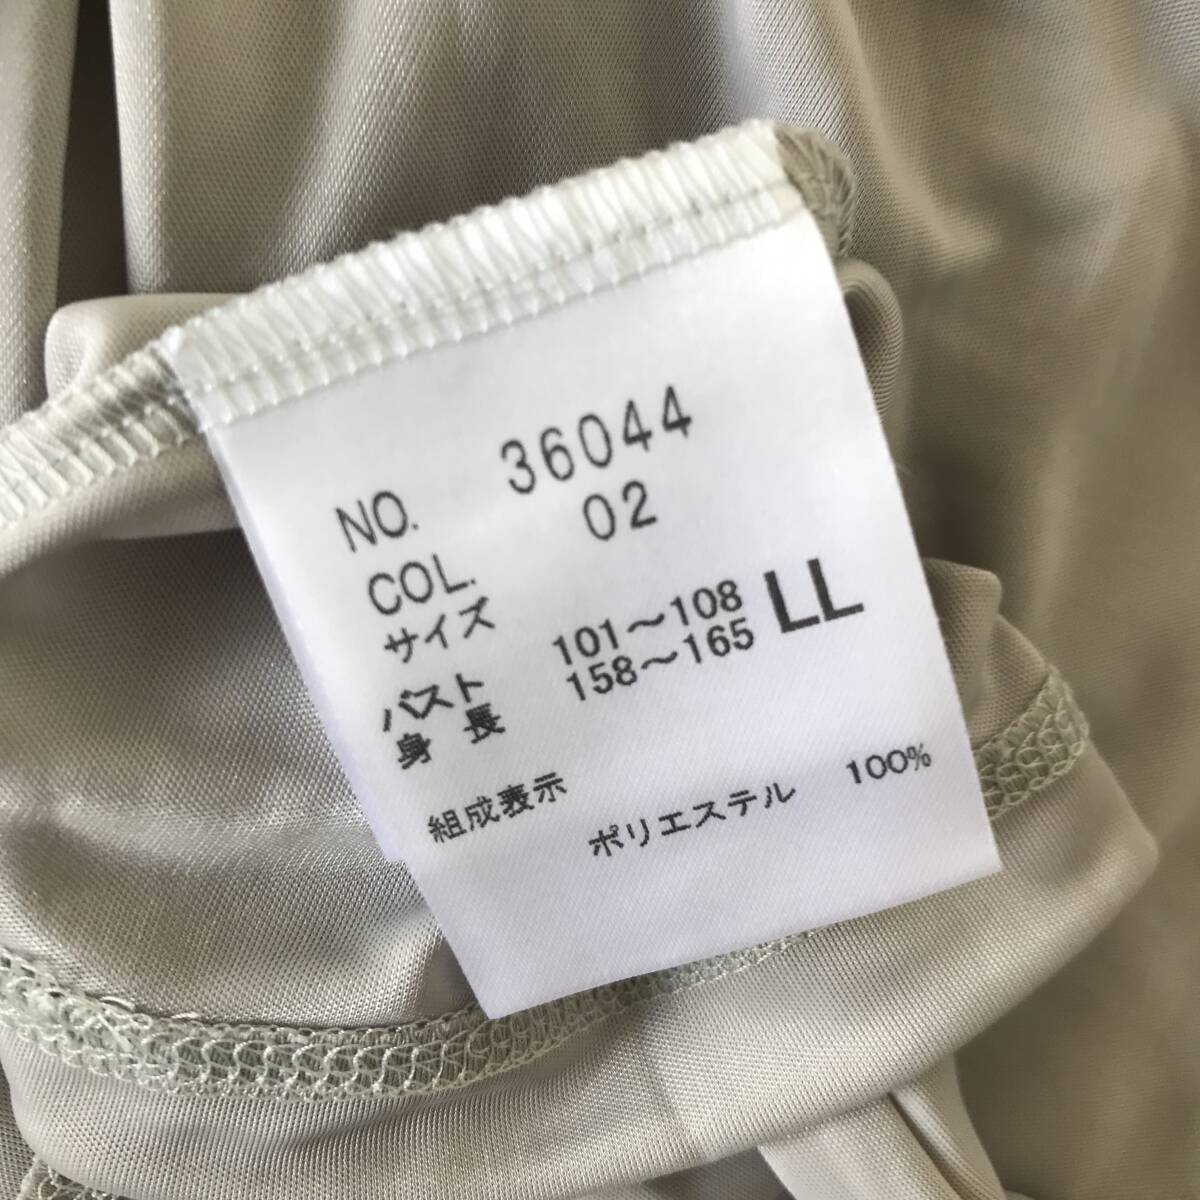 NO. 36044
COL. 02
サイズ LL
バスト 101～108
身長 158～165
組成表示
ポリエステル 100%